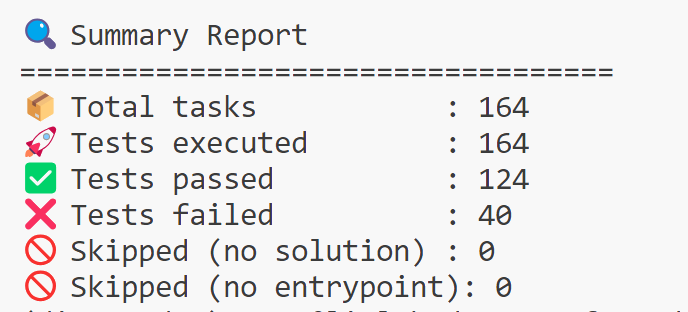 🔍 Summary Report
===================================
📦 Total tasks : 164
🚀 Tests executed : 164
✅ Tests passed : 124
❌ Tests failed : 40
🚫 Skipped (no solution) : 0
🚫 Skipped (no entrypoint): 0